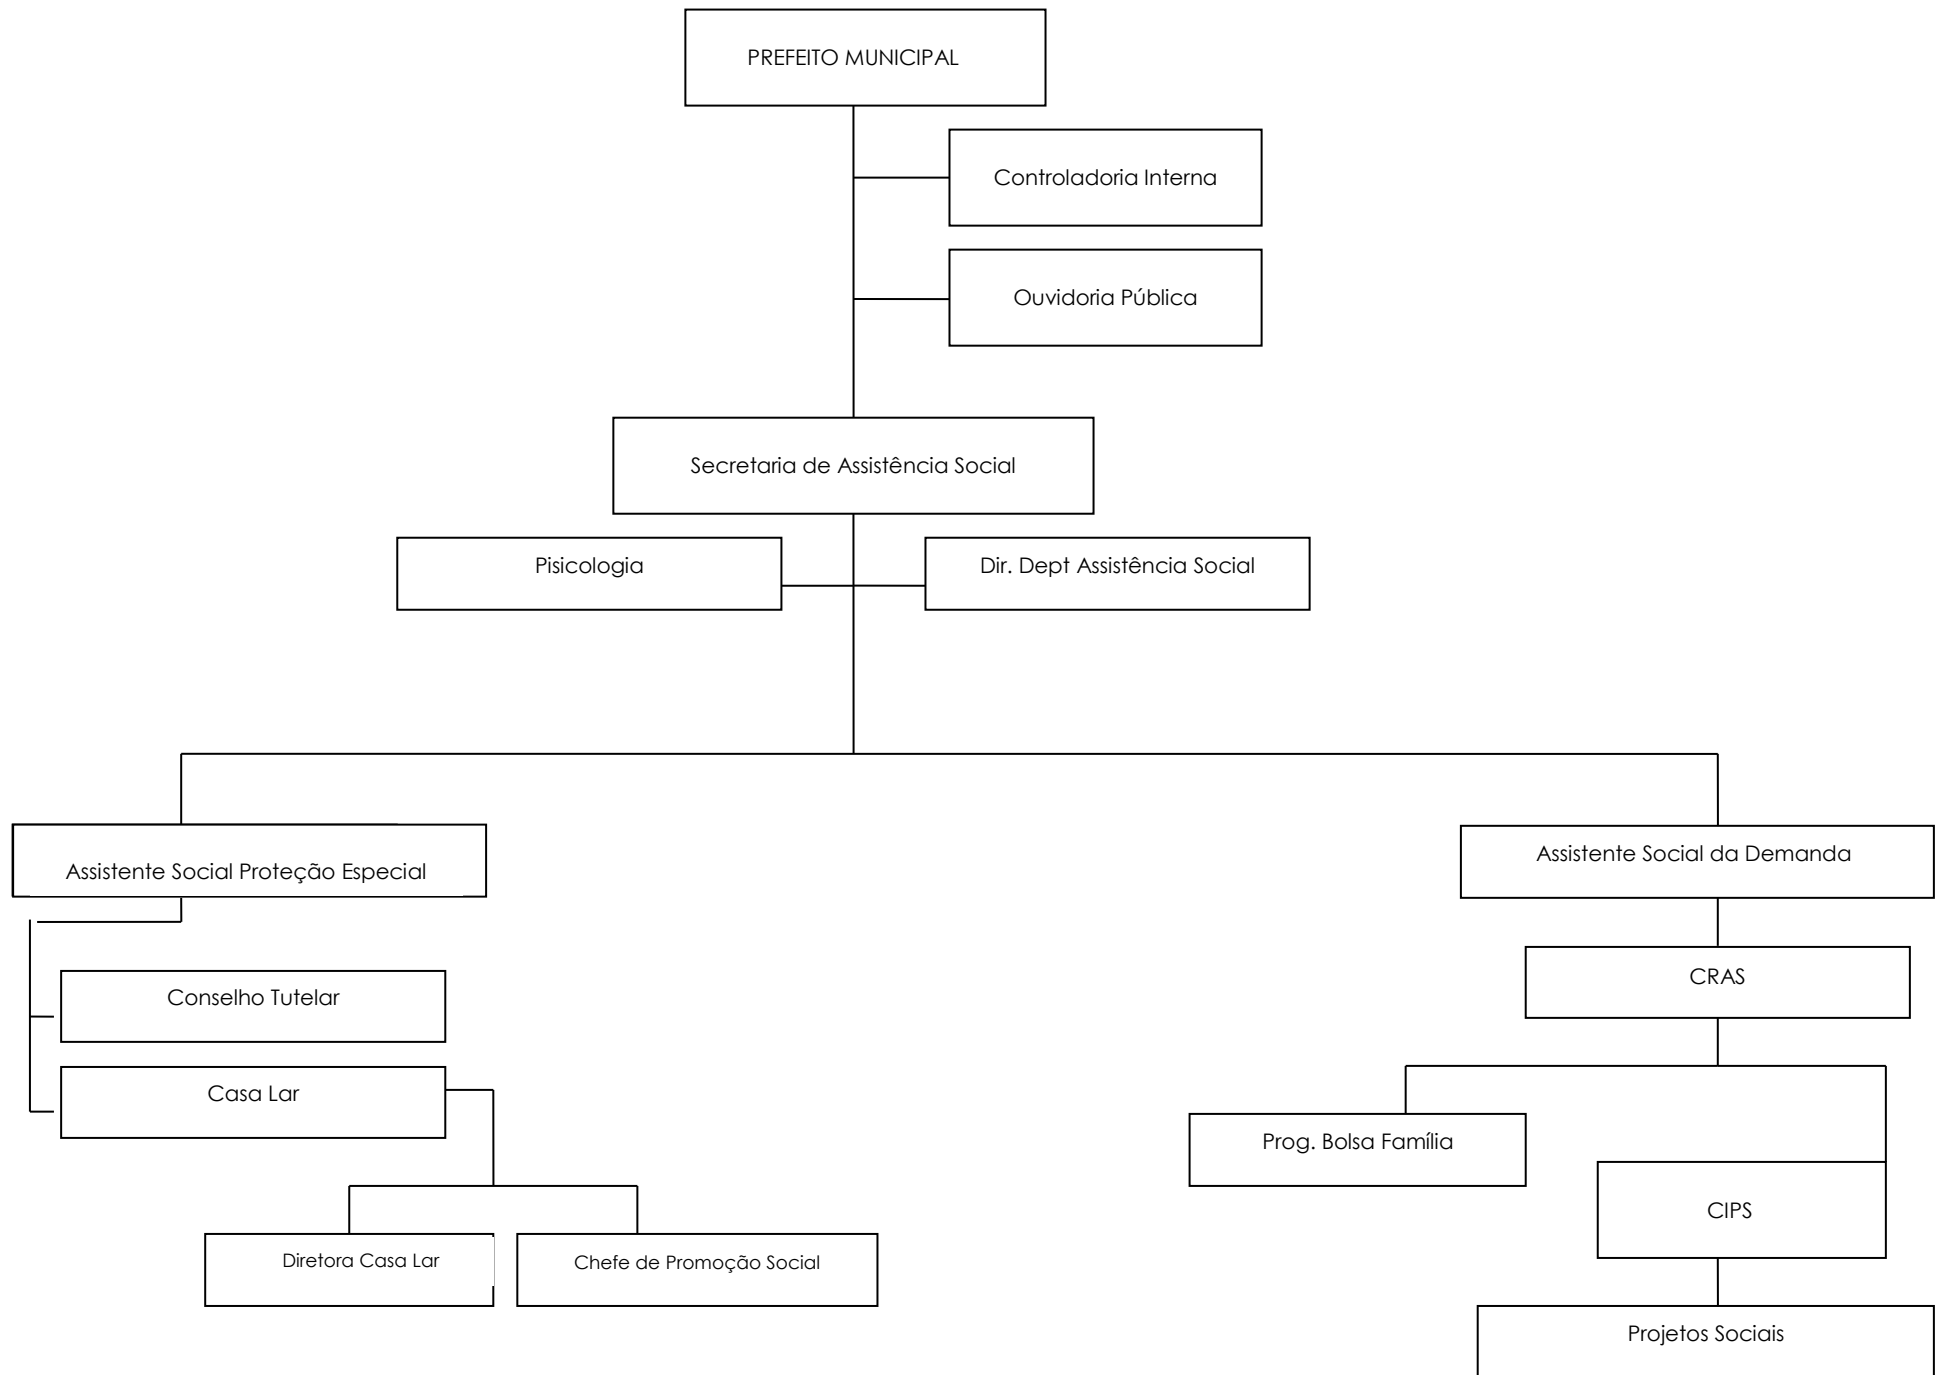 PREFEITO MUNICIPAL
Controladoria Interna
Ouvidoria Pública
Secretaria de Assistência Social
Pisicologia
Dir. Dept Assistência Social
Assistente Social Proteção Especial
Assistente Social da Demanda
Conselho Tutelar
CRAS
Casa Lar
Prog. Bolsa Família
CIPS
Diretora Casa Lar
Chefe de Promoção Social
Projetos Sociais